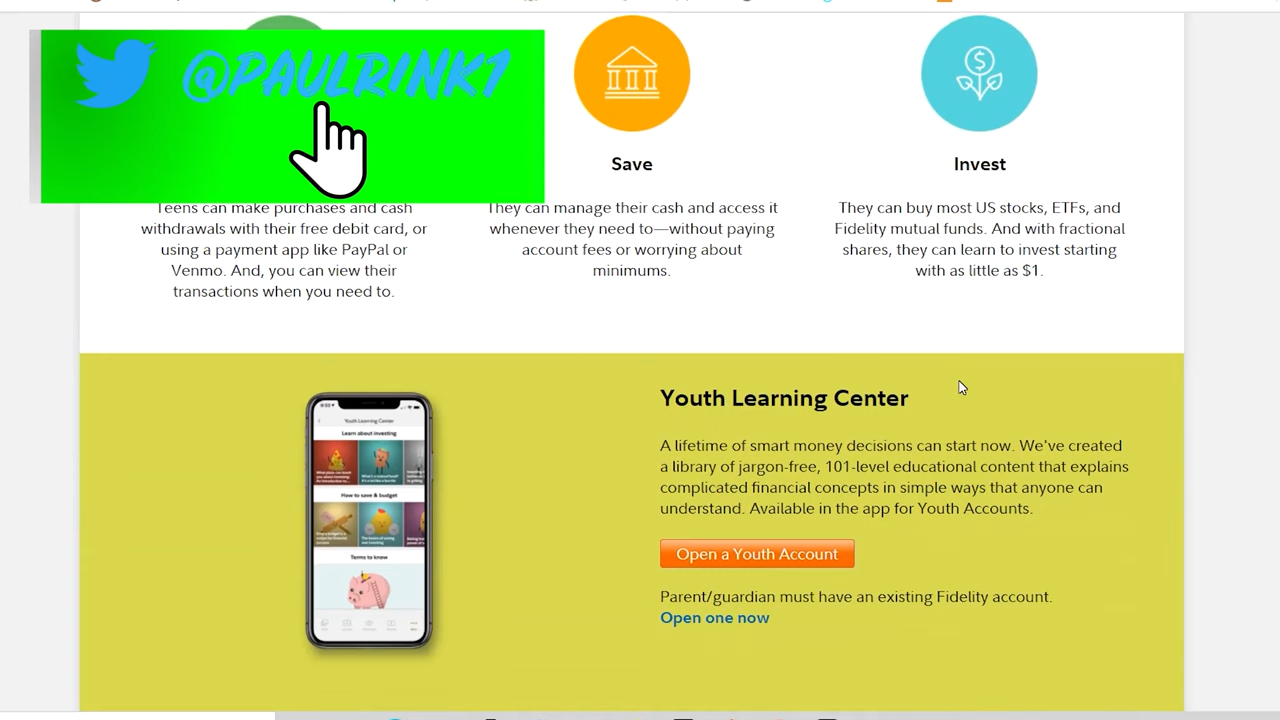 @PAULRINK1
Save
Invest
Teens can make purchases and cash
withdrawals with their free debit card, or
using a payment app like PayPal or
Venmo. And, you can view their
transactions when you need to.
They can manage their cash and access it
whenever they need to—without paying
account fees or worrying about
minimums.
They can buy most US stocks, ETFs, and
Fidelity mutual funds. And with fractional
shares, they can learn to invest starting
with as little as $1.
Youth Learning Center
Learn about investing
How to save & budget
Terms to know
Youth Learning Center
A lifetime of smart money decisions can start now. We've created
a library of jargon-free, 101-level educational content that explains
complicated financial concepts in simple ways that anyone can
understand. Available in the app for Youth Accounts.
Open a Youth Account
Parent/guardian must have an existing Fidelity account.
Open one now